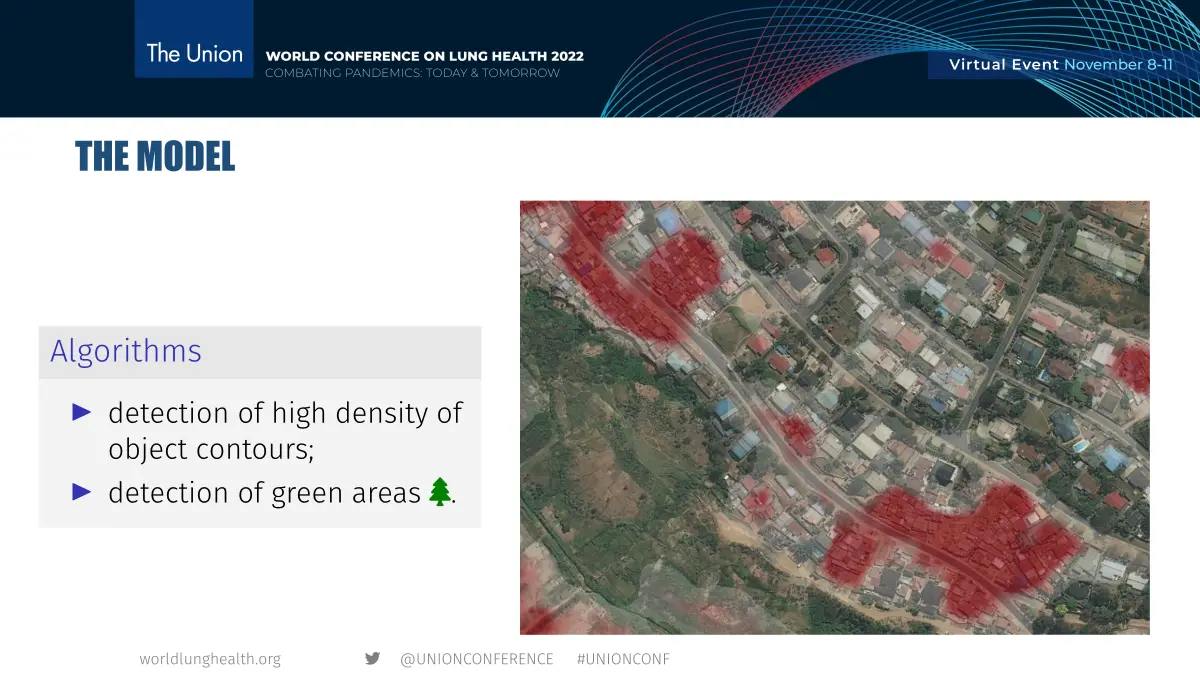 The Union
WORLD CONFERENCE ON LUNG HEALTH 2022
COMBATING PANDEMICS: TODAY & TOMORROW
Virtual Event November 8-11
THE MODEL
Algorithms
detection of high density of
object contours;
detection of green areas 🌲.
worldlunghealth.org
@UNIONCONFERENCE #UNIONCONF